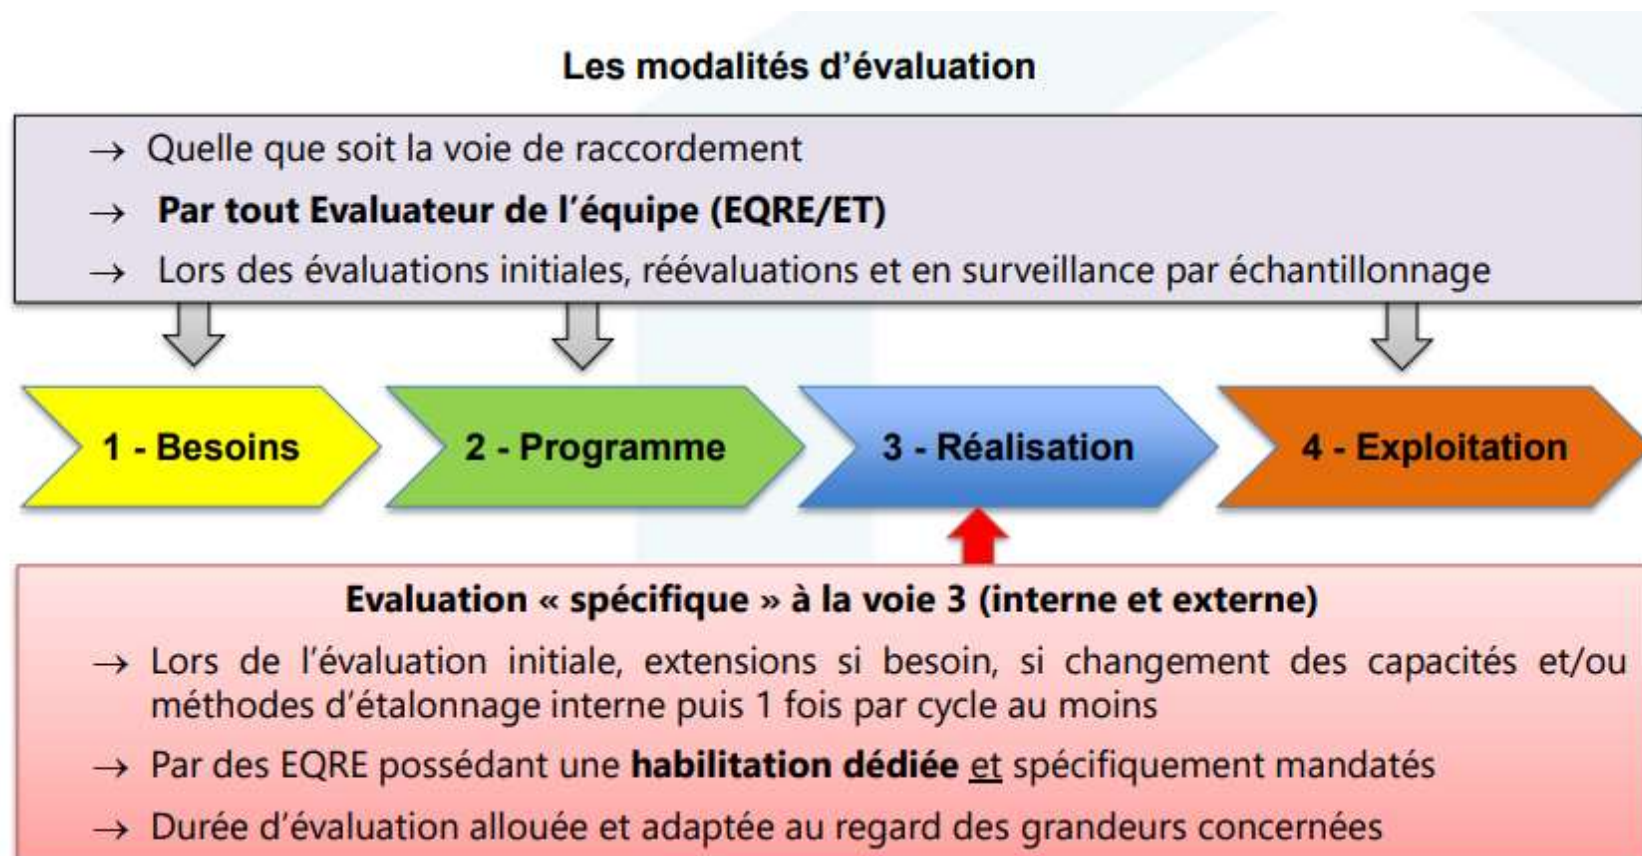 Les modalités d’évaluation
→ Quelle que soit la voie de raccordement
→ Par tout Evaluateur de l’équipe (EQRE/ET)
→ Lors des évaluations initiales, réévaluations et en surveillance par échantillonnage
1 - Besoins
2 - Programme
3 - Réalisation
4 - Exploitation
Evaluation « spécifique » à la voie 3 (interne et externe)
→ Lors de l’évaluation initiale, extensions si besoin, si changement des capacités et/ou
méthodes d’étalonnage interne puis 1 fois par cycle au moins
→ Par des EQRE possédant une habilitation dédiée et spécifiquement mandatés
→ Durée d’évaluation allouée et adaptée au regard des grandeurs concernées